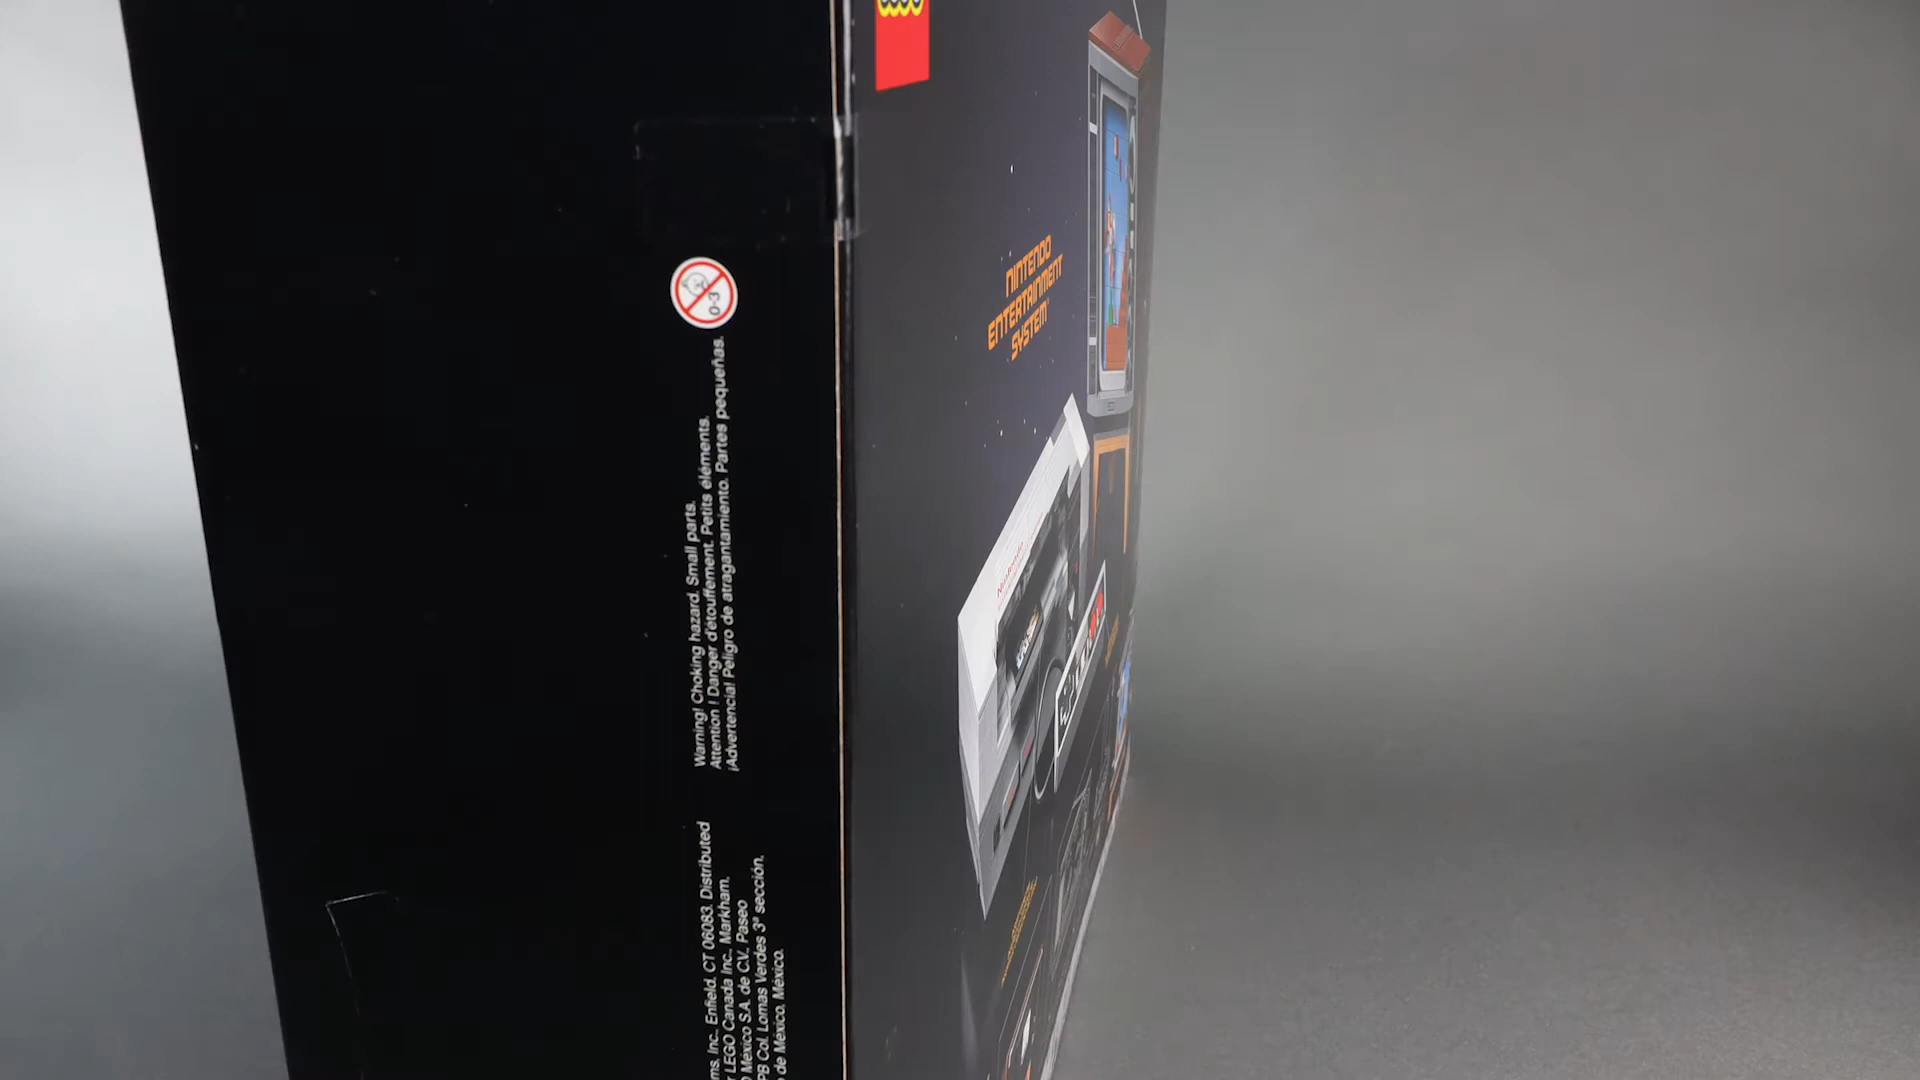 0-3
Warning! Choking hazard. Small parts.
Attention ! Danger d'étouffement. Petits éléments.
¡Advertencia! Peligro de atragantamiento. Partes pequeñas.
Inc., Enfield, CT 06083. Distributed
LEGO Canada Inc., Markham,
México S.A. de C.V. Paseo
Col. Lomas Verdes 3ª sección,
de México, México.
NINTENDO
ENTERTAINMENT
SYSTEM
Nintendo